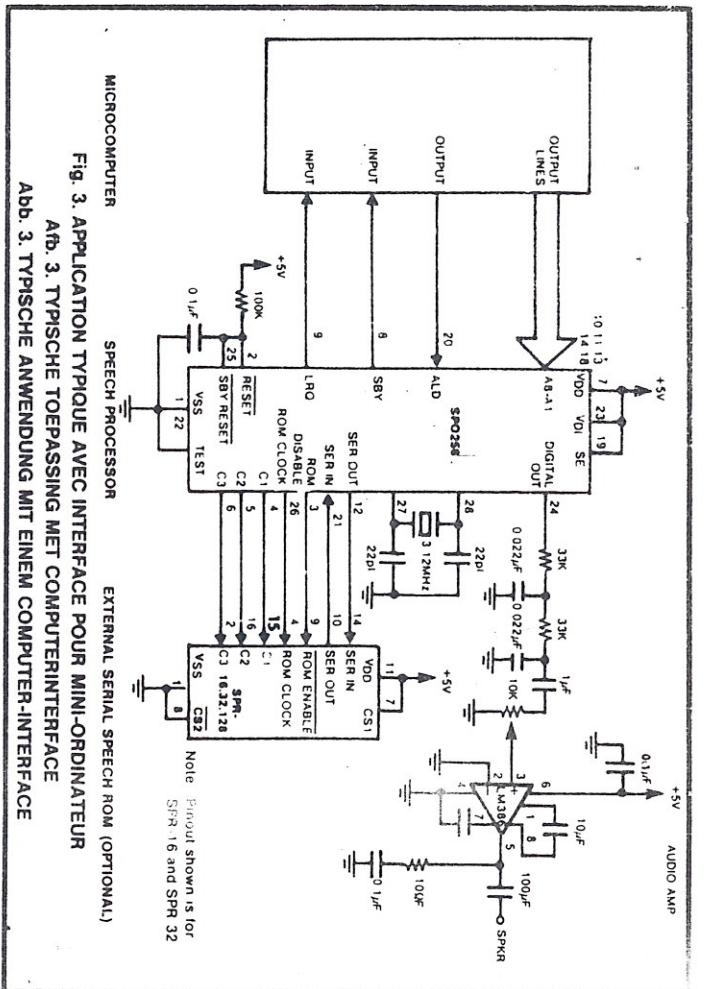 AUDIO AMP
+5V
0.1µF
10µF
6
1
8
3
2
LM386
4
7
5
100µF
SPKR
10Ω
0 1µF
1µF
10K
33K
33K
0 022µF
0 022µF
+5V
+5V
OUTPUT
LINES
OUTPUT
INPUT
INPUT
20
8
9
14 18
7
23
19
VDD
VDI
SE
A8-A1
DIGITAL
OUT
24
ALD
SPO256
SBY
LRQ
28
27
22pf
3 12MHz
22pf
+5V
100K
0 1µF
2
25
RESET
SBY RESET
1
22
VSS
TEST
SER OUT
SER IN
ROM
DISABLE
ROM CLOCK
C1
C2
C3
12
21
3
26
4
5
6
14
10
9
4
15
16
2
11
7
VDD
CS1
SER IN
SER OUT
ROM ENABLE
ROM CLOCK
C1
C2
C3
SPR-
16.32.128
VSS
CS2
1
8
Note Pinout shown is for
SPR-16 and SPR 32
MICROCOMPUTER
SPEECH PROCESSOR
EXTERNAL SERIAL SPEECH ROM (OPTIONAL)
Fig. 3. APPLICATION TYPIQUE AVEC INTERFACE POUR MINI-ORDINATEUR
Afb. 3. TYPISCHE TOEPASSING MET COMPUTERINTERFACE
Abb. 3. TYPISCHE ANWENDUNG MIT EINEM COMPUTER-INTERFACE